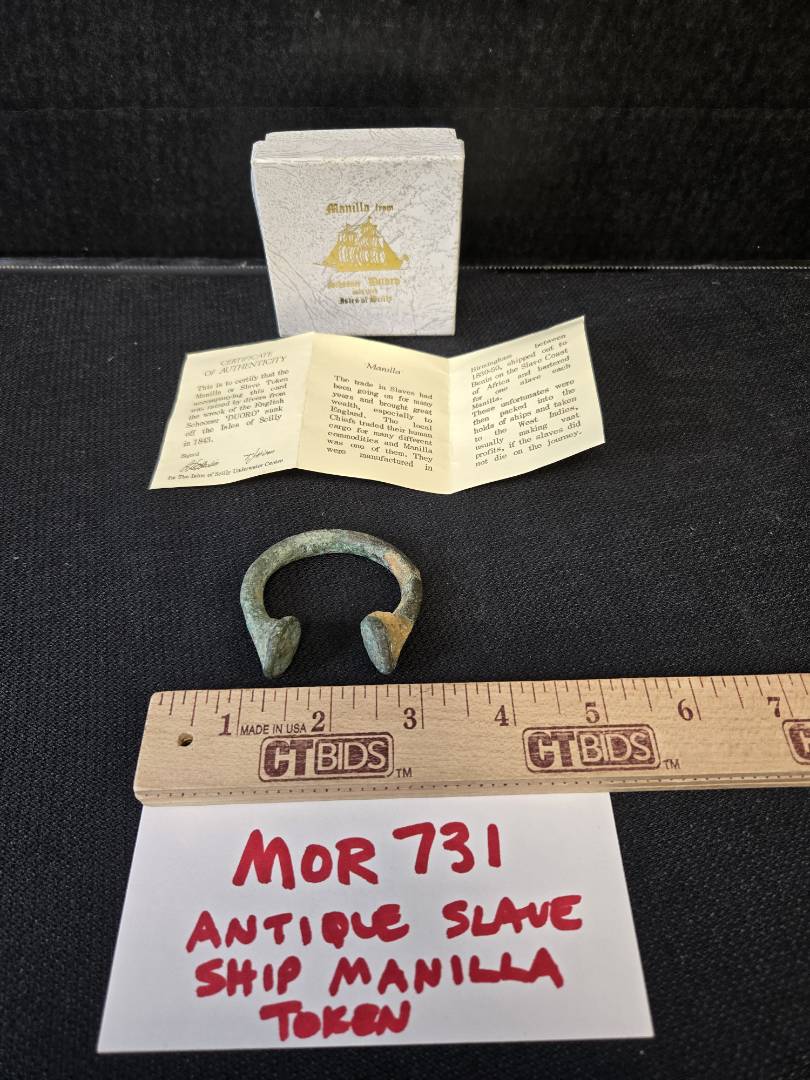 Manilla from
Schooner "Duoro"
Isles of Scilly
CERTIFICATE
OF AUTHENTICITY
This is to certify that the
Manilla or Slave Token
accompanying this card
was raised by divers from
the wreck of the English
Schooner "DUORO" sunk
off the Isles of Scilly
in 1843.
Signed
for The Isles of Scilly Underwater Centre
Manilla
The trade in Slaves had
been going on for many
years and brought great
wealth, especially to
England. The local
Chiefs traded their human
cargo for many different
commodities and Manilla
was one of them. They
were manufactured in
Birmingham between
1839-50, shipped out to
Benin on the Slave Coast
of Africa and bartered
for one slave each
Manilla.
These unfortunates were
then packed into the
holds of ships and taken
to the West Indies,
usually making vast
profits, if the slaves did
not die on the journey.
1 MADE IN USA 2 3 4 5 6 7
CTBIDS TM CTBIDS TM
MOR 731
ANTIQUE SLAVE
SHIP MANILLA
TOKEN